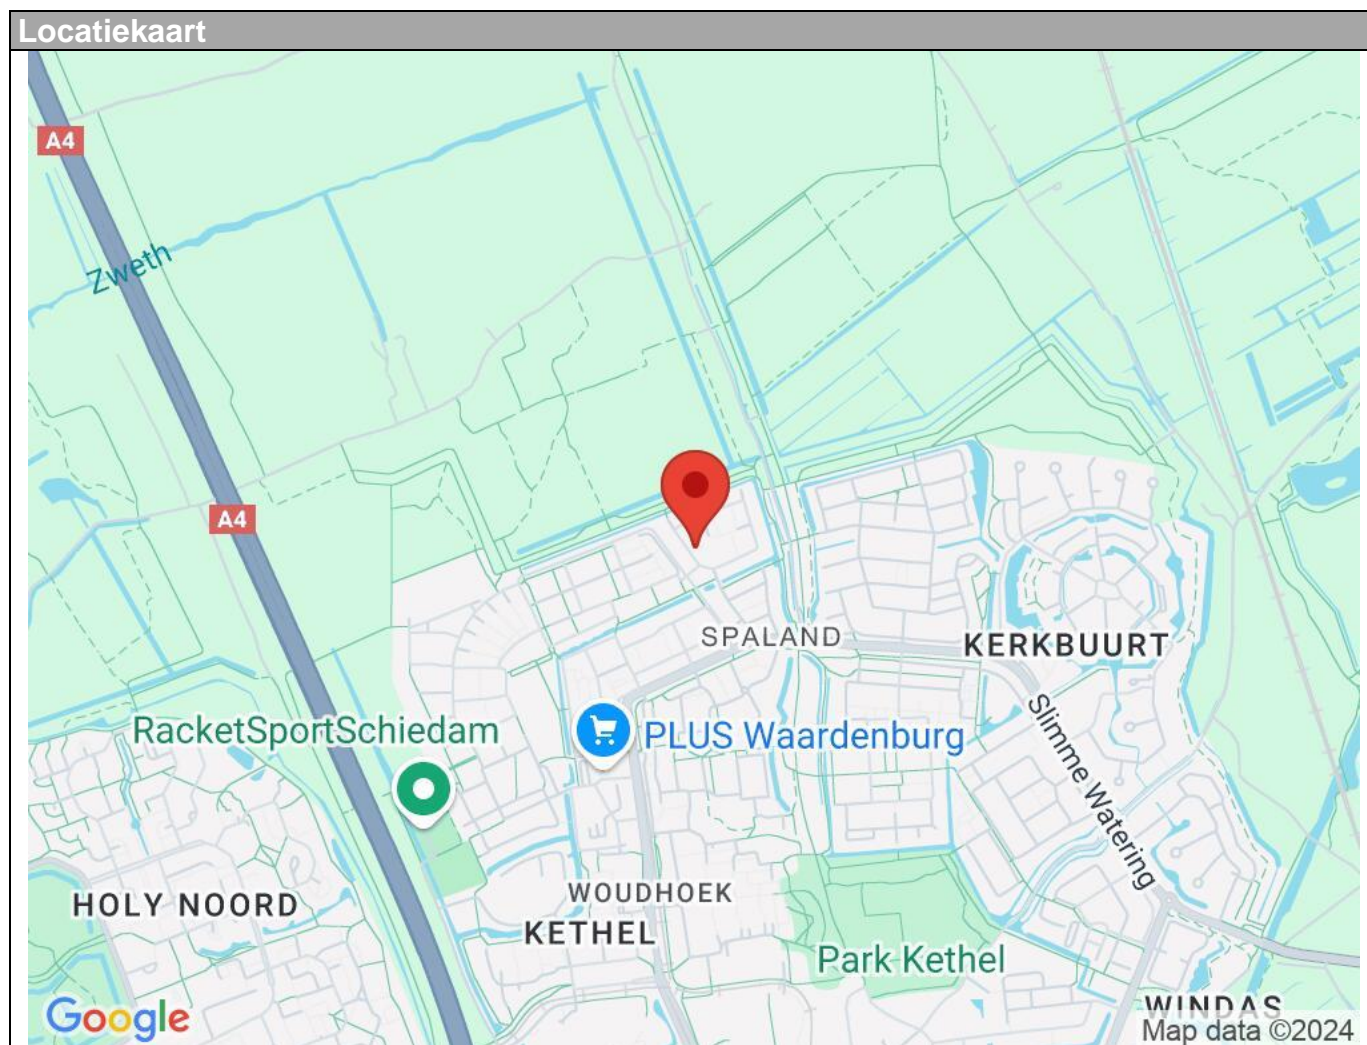 Locatiekaart
A4
Zweth
A4
SPALAND
KERKBUURT
RacketSportSchiedam
PLUS Waardenburg
Slimme Watering
HOLY NOORD
WOUDHOEK
KETHEL
Park Kethel
WINDAS
Google
Map data ©2024